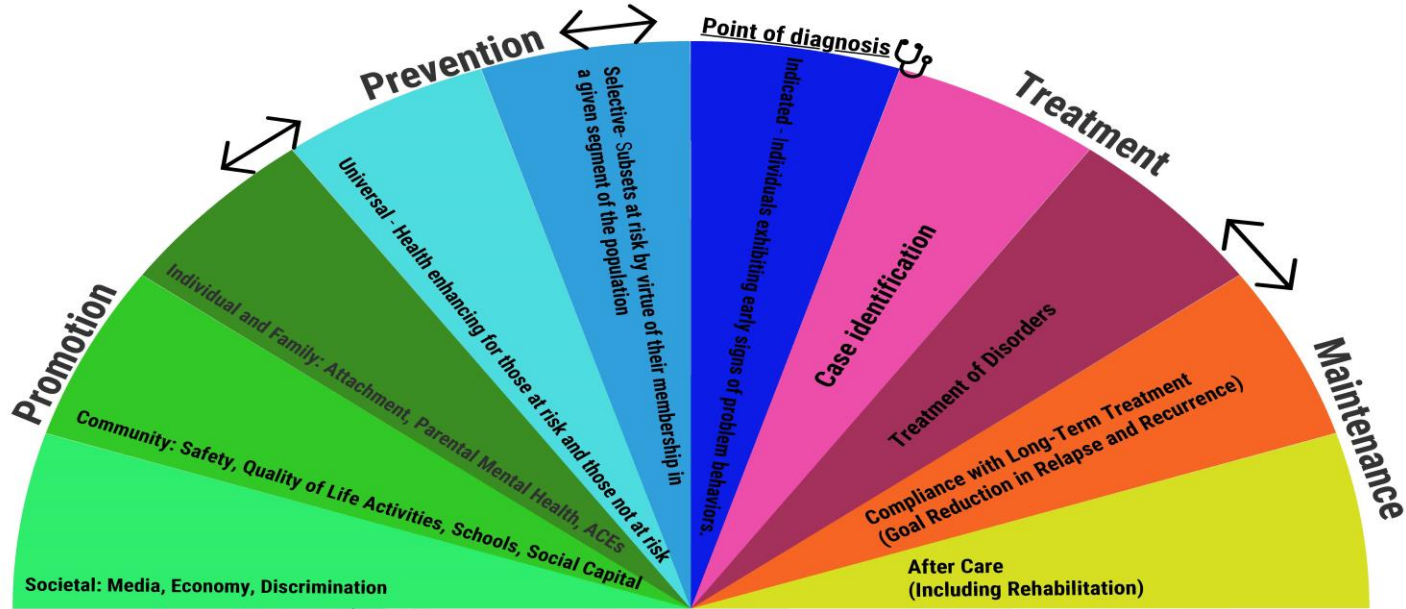 Promotion
Prevention
Point of diagnosis
Treatment
Maintenance
Societal: Media, Economy, Discrimination
Community: Safety, Quality of Life Activities, Schools, Social Capital
Individual and Family: Attachment, Parental Mental Health, ACEs
Universal - Health enhancing for those at risk and those not at risk
Selective- Subsets at risk by virtue of their membership in
a given segment of the population
Indicated - Individuals exhibiting early signs of problem behaviors.
Case identification
Treatment of Disorders
Compliance with Long-Term Treatment
(Goal Reduction in Relapse and Recurrence)
After Care
(Including Rehabilitation)